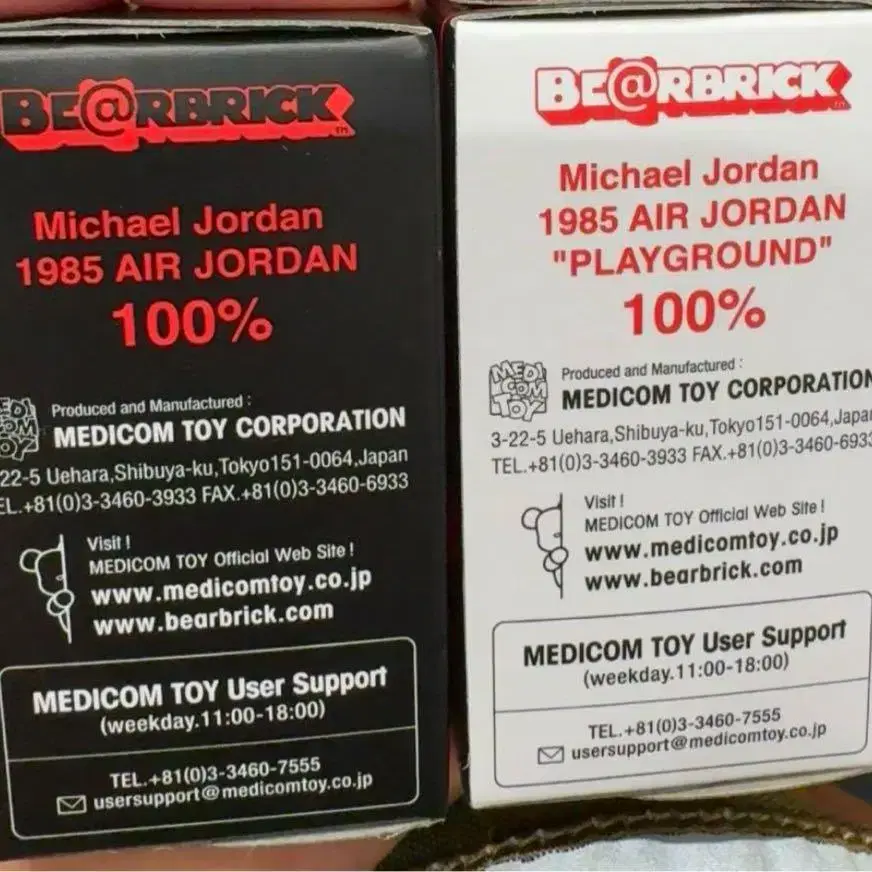 BE@RBRICK
TM
Michael Jordan
1985 AIR JORDAN
100%
Produced and Manufactured :
MEDICOM TOY CORPORATION
22-5 Uehara,Shibuya-ku,Tokyo151-0064,Japan
EL.+81(0)3-3460-3933 FAX.+81(0)3-3460-6933
Visit !
MEDICOM TOY Official Web Site !
www.medicomtoy.co.jp
www.bearbrick.com
MEDICOM TOY User Support
(weekday.11:00-18:00)
TEL.+81(0)3-3460-7555
usersupport@medicomtoy.co.jp
BE@RBRICK
TM
Michael Jordan
1985 AIR JORDAN
"PLAYGROUND"
100%
MEDI
COM
TOY
Produced and Manufactured :
MEDICOM TOY CORPORATION
3-22-5 Uehara,Shibuya-ku,Tokyo151-0064,Japa
TEL.+81(0)3-3460-3933 FAX.+81(0)3-3460-693
Visit !
MEDICOM TOY Official Web Site !
www.medicomtoy.co.jp
www.bearbrick.com
MEDICOM TOY User Support
(weekday.11:00-18:00)
TEL.+81(0)3-3460-7555
usersupport@medicomtoy.co.jp